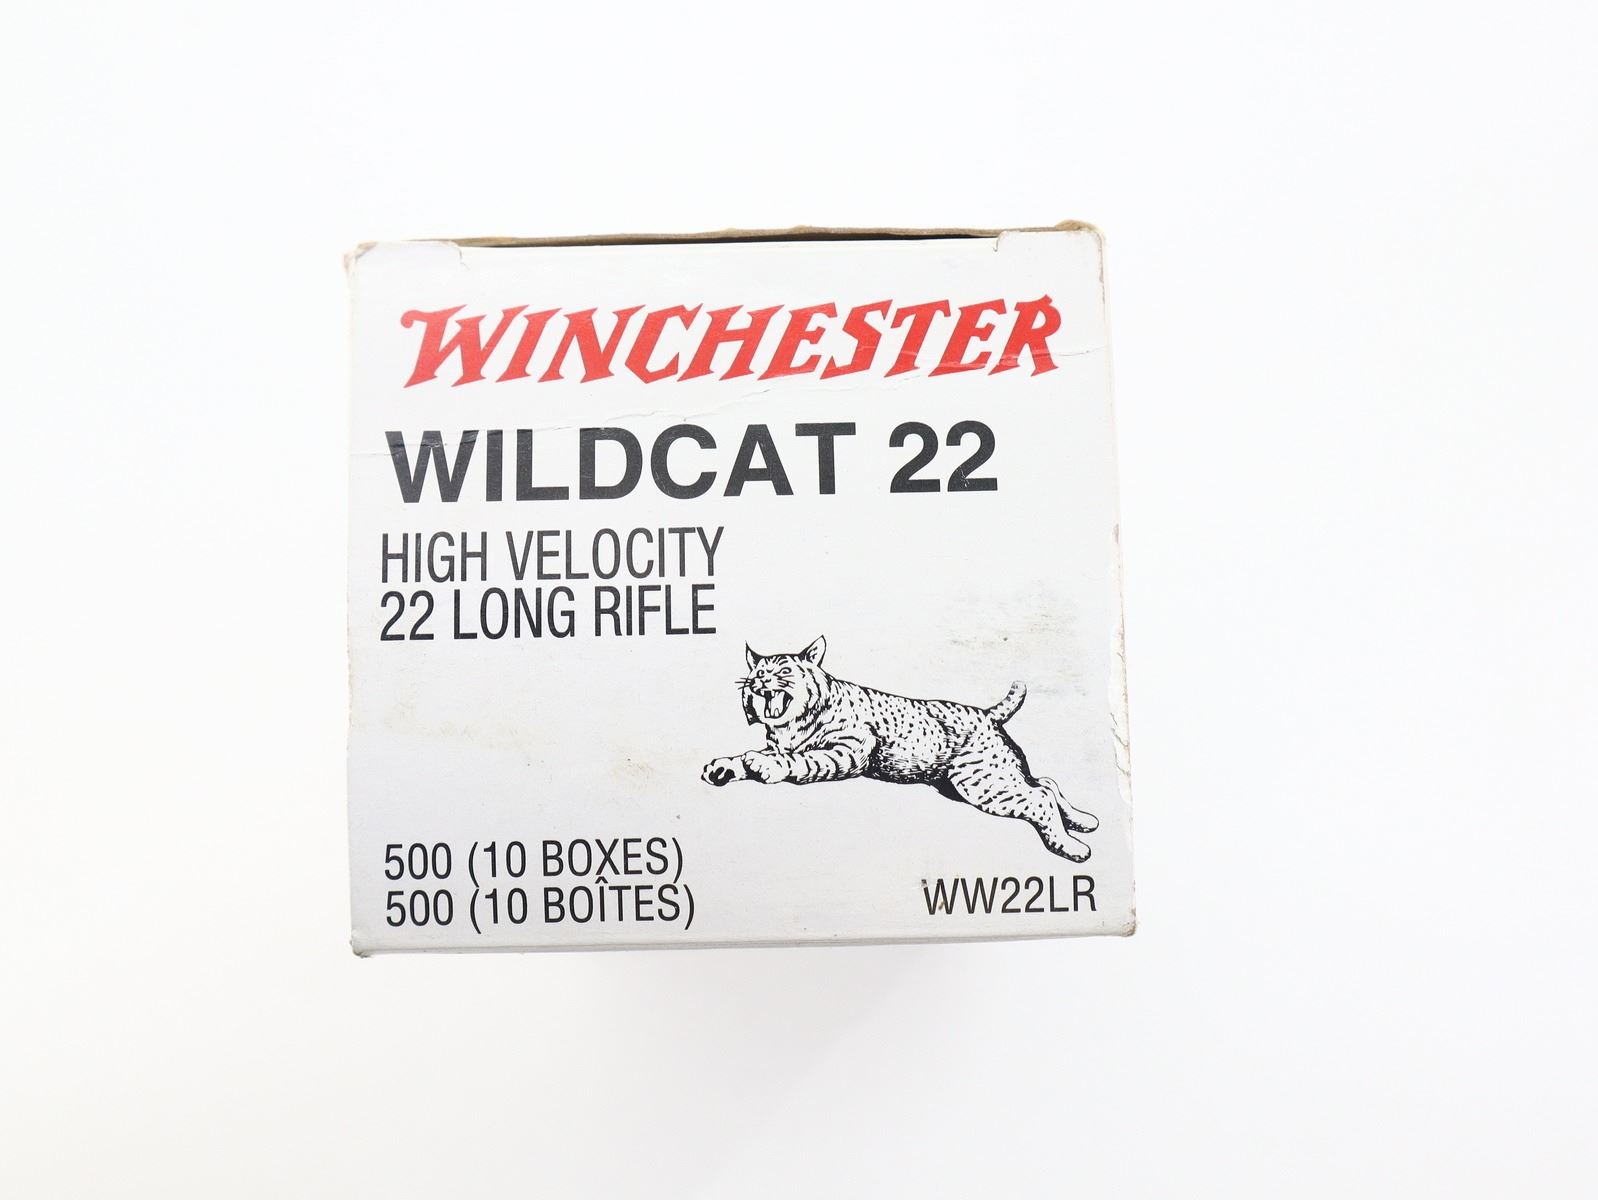 WINCHESTER
WILDCAT 22
HIGH VELOCITY
22 LONG RIFLE
500 (10 BOXES)
500 (10 BOÎTES)
WW22LR